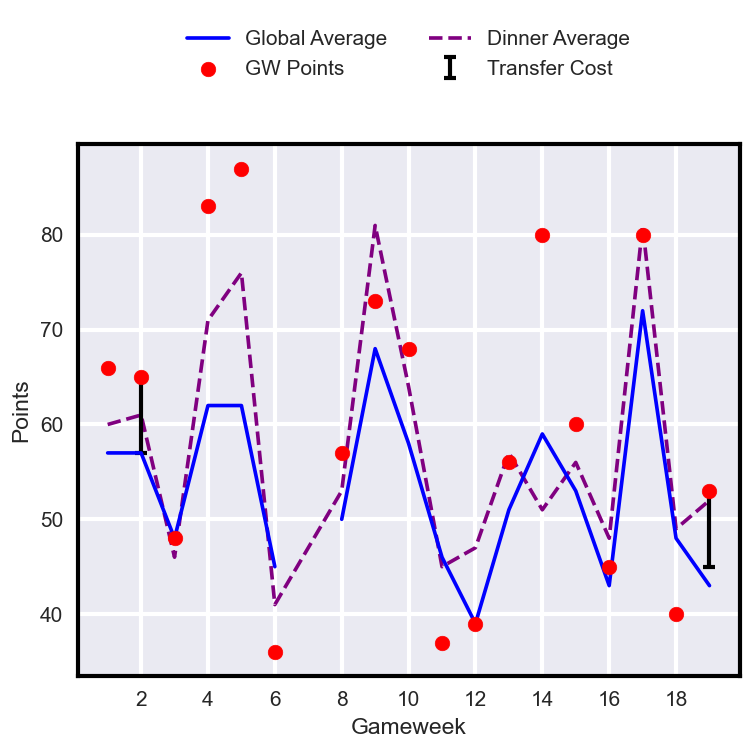 Global Average Dinner Average
GW Points Transfer Cost
80
70
60
50
40
Points
2 4 6 8 10 12 14 16 18
Gameweek